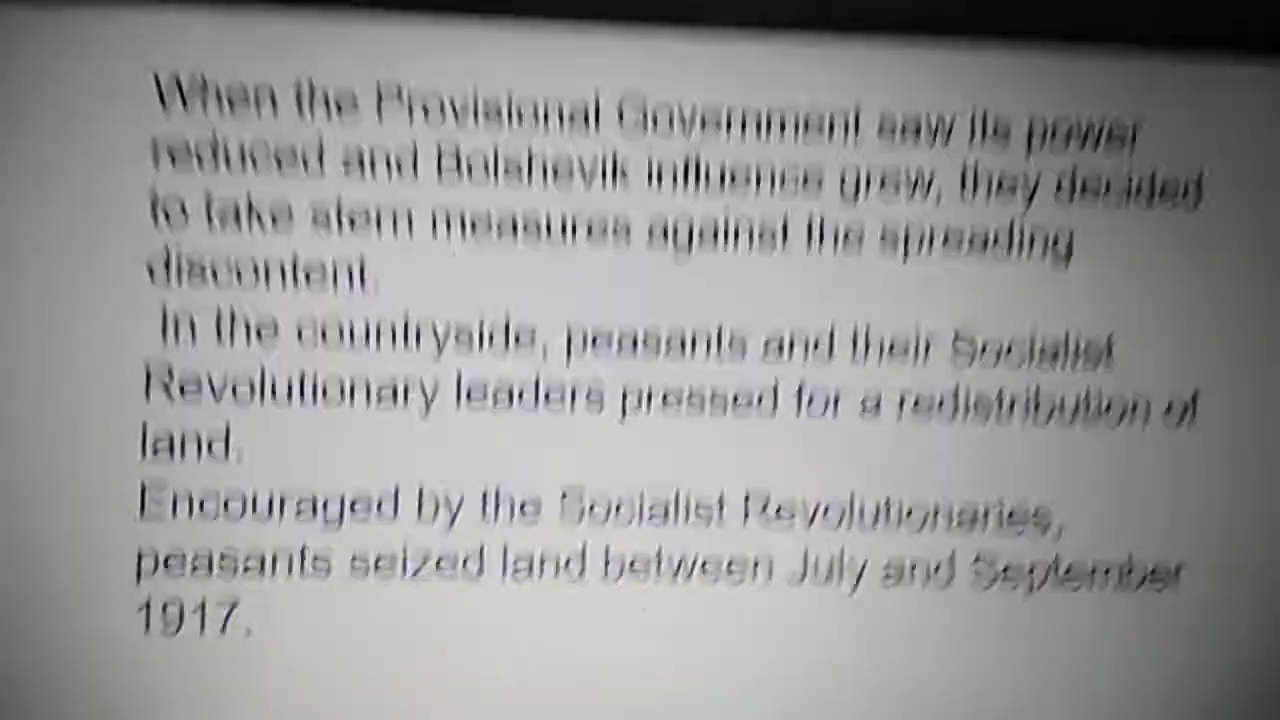 When the Provisional Government saw its power
reduced and Bolshevik influence grew, they decided
to take stern measures against the spreading
discontent.
In the countryside, peasants and their Socialist
Revolutionary leaders pressed for a redistribution of
land.
Encouraged by the Socialist Revolutionaries,
peasants seized land between July and September
1917.